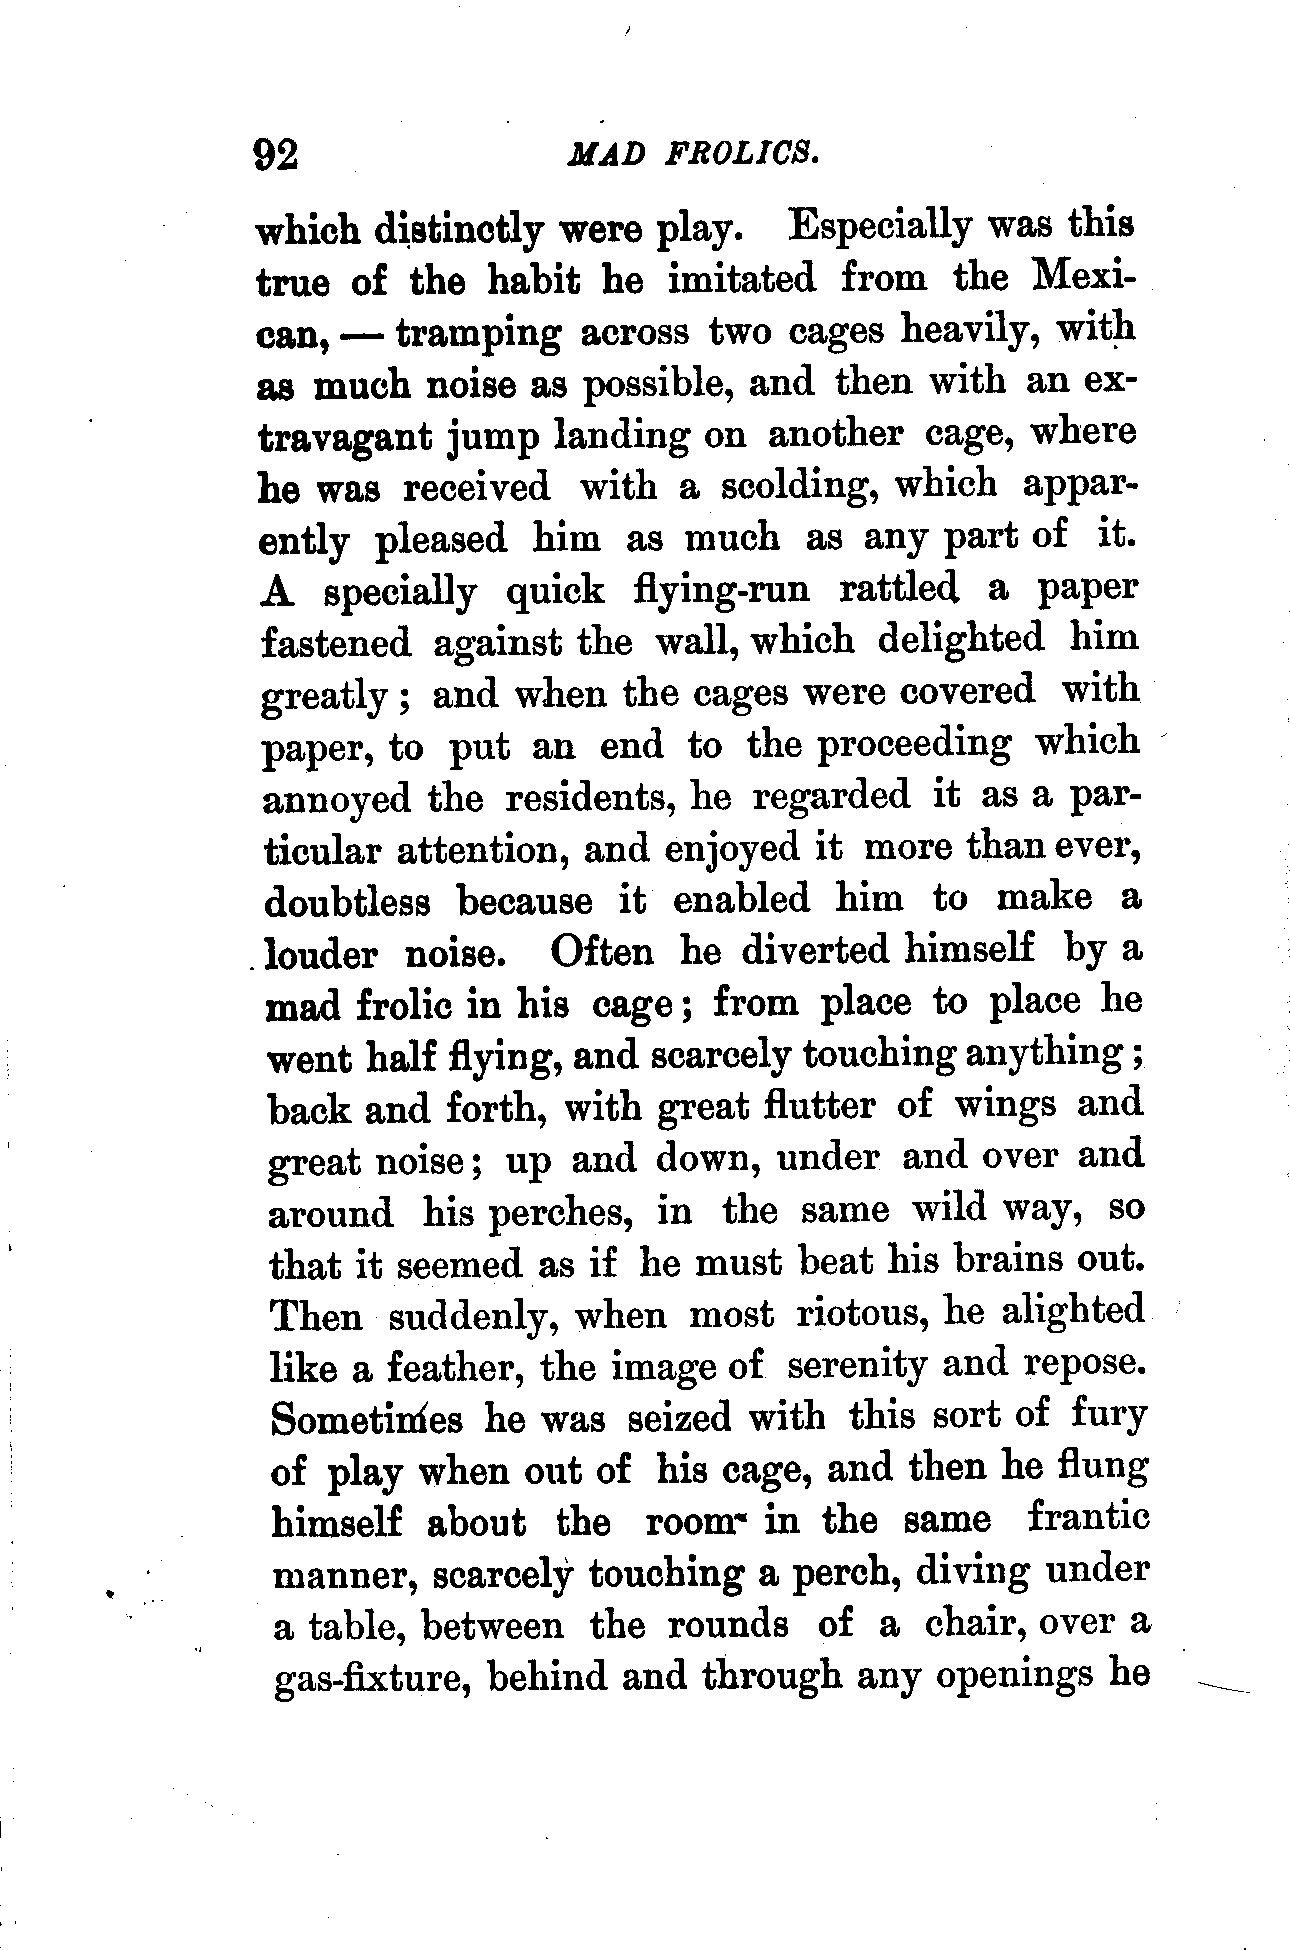 92 MAD FROLICS.
which distinctly were play. Especially was this
true of the habit he imitated from the Mexi-
can, — tramping across two cages heavily, with
as much noise as possible, and then with an ex-
travagant jump landing on another cage, where
he was received with a scolding, which appar-
ently pleased him as much as any part of it.
A specially quick flying-run rattled a paper
fastened against the wall, which delighted him
greatly ; and when the cages were covered with
paper, to put an end to the proceeding which
annoyed the residents, he regarded it as a par-
ticular attention, and enjoyed it more than ever,
doubtless because it enabled him to make a
louder noise. Often he diverted himself by a
mad frolic in his cage ; from place to place he
went half flying, and scarcely touching anything ;
back and forth, with great flutter of wings and
great noise ; up and down, under and over and
around his perches, in the same wild way, so
that it seemed as if he must beat his brains out.
Then suddenly, when most riotous, he alighted
like a feather, the image of serenity and repose.
Sometimes he was seized with this sort of fury
of play when out of his cage, and then he flung
himself about the room in the same frantic
manner, scarcely touching a perch, diving under
a table, between the rounds of a chair, over a
gas-fixture, behind and through any openings he